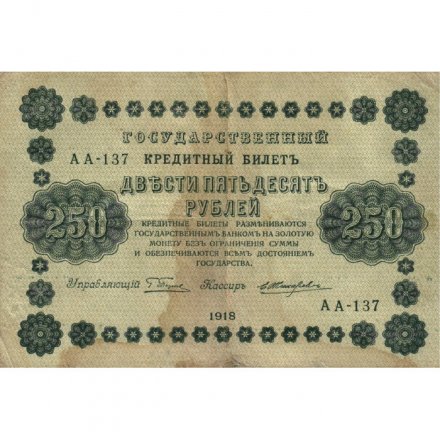 ГОСУДАРСТВЕННЫЙ
АА-137 КРЕДИТНЫЙ БИЛЕТЪ
ДВѢСТИ ПЯТЬДЕСЯТЪ
РУБЛЕЙ
250 250
КРЕДИТНЫЕ БИЛЕТЫ РАЗМѢНИВАЮТСЯ
ГОСУДАРСТВЕННЫМЪ БАНКОМЪ НА ЗОЛОТУЮ
МОНЕТУ БЕЗЪ ОГРАНИЧЕНІЯ СУММЫ
И ОБЕЗПЕЧИВАЮТСЯ ВСѢМЪ ДОСТОЯНІЕМЪ
ГОСУДАРСТВА.
Управляющій Кассиръ
АА-137
1918